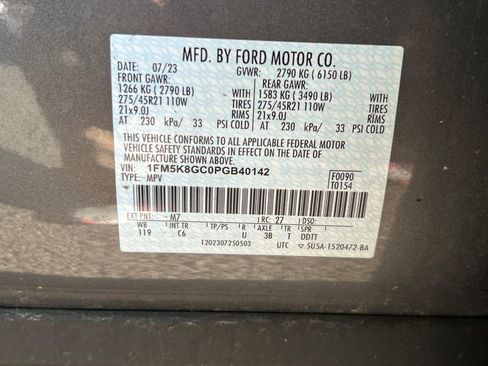 MFD. BY FORD MOTOR CO.
DATE: 07/23 GVWR: 2790 KG ( 6150 LB)
FRONT GAWR: REAR GAWR:
1266 KG ( 2790 LB) WITH 1583 KG ( 3490 LB) WITH
275/45R21 110W TIRES 275/45R21 110W TIRES
21x9.0J RIMS 21x9.0J RIMS
AT 230 kPa/ 33 PSI COLD AT 230 kPa/ 33 PSI COLD
THIS VEHICLE CONFORMS TO ALL APPLICABLE FEDERAL MOTOR
VEHICLE SAFETY STANDARDS IN EFFECT ON THE DATE OF
MANUFACTURE SHOWN ABOVE.
VIN: 1FM5K8GC0PGB40142 F0090
TYPE: MPV T0154
EXT PNT: M7 RC: 27 DSO:
WB INT TR TP/PS R AXLE TR SPR
119 C6 U 3B T DDTT
1202307250503 UTC SU5A-1520472-BA